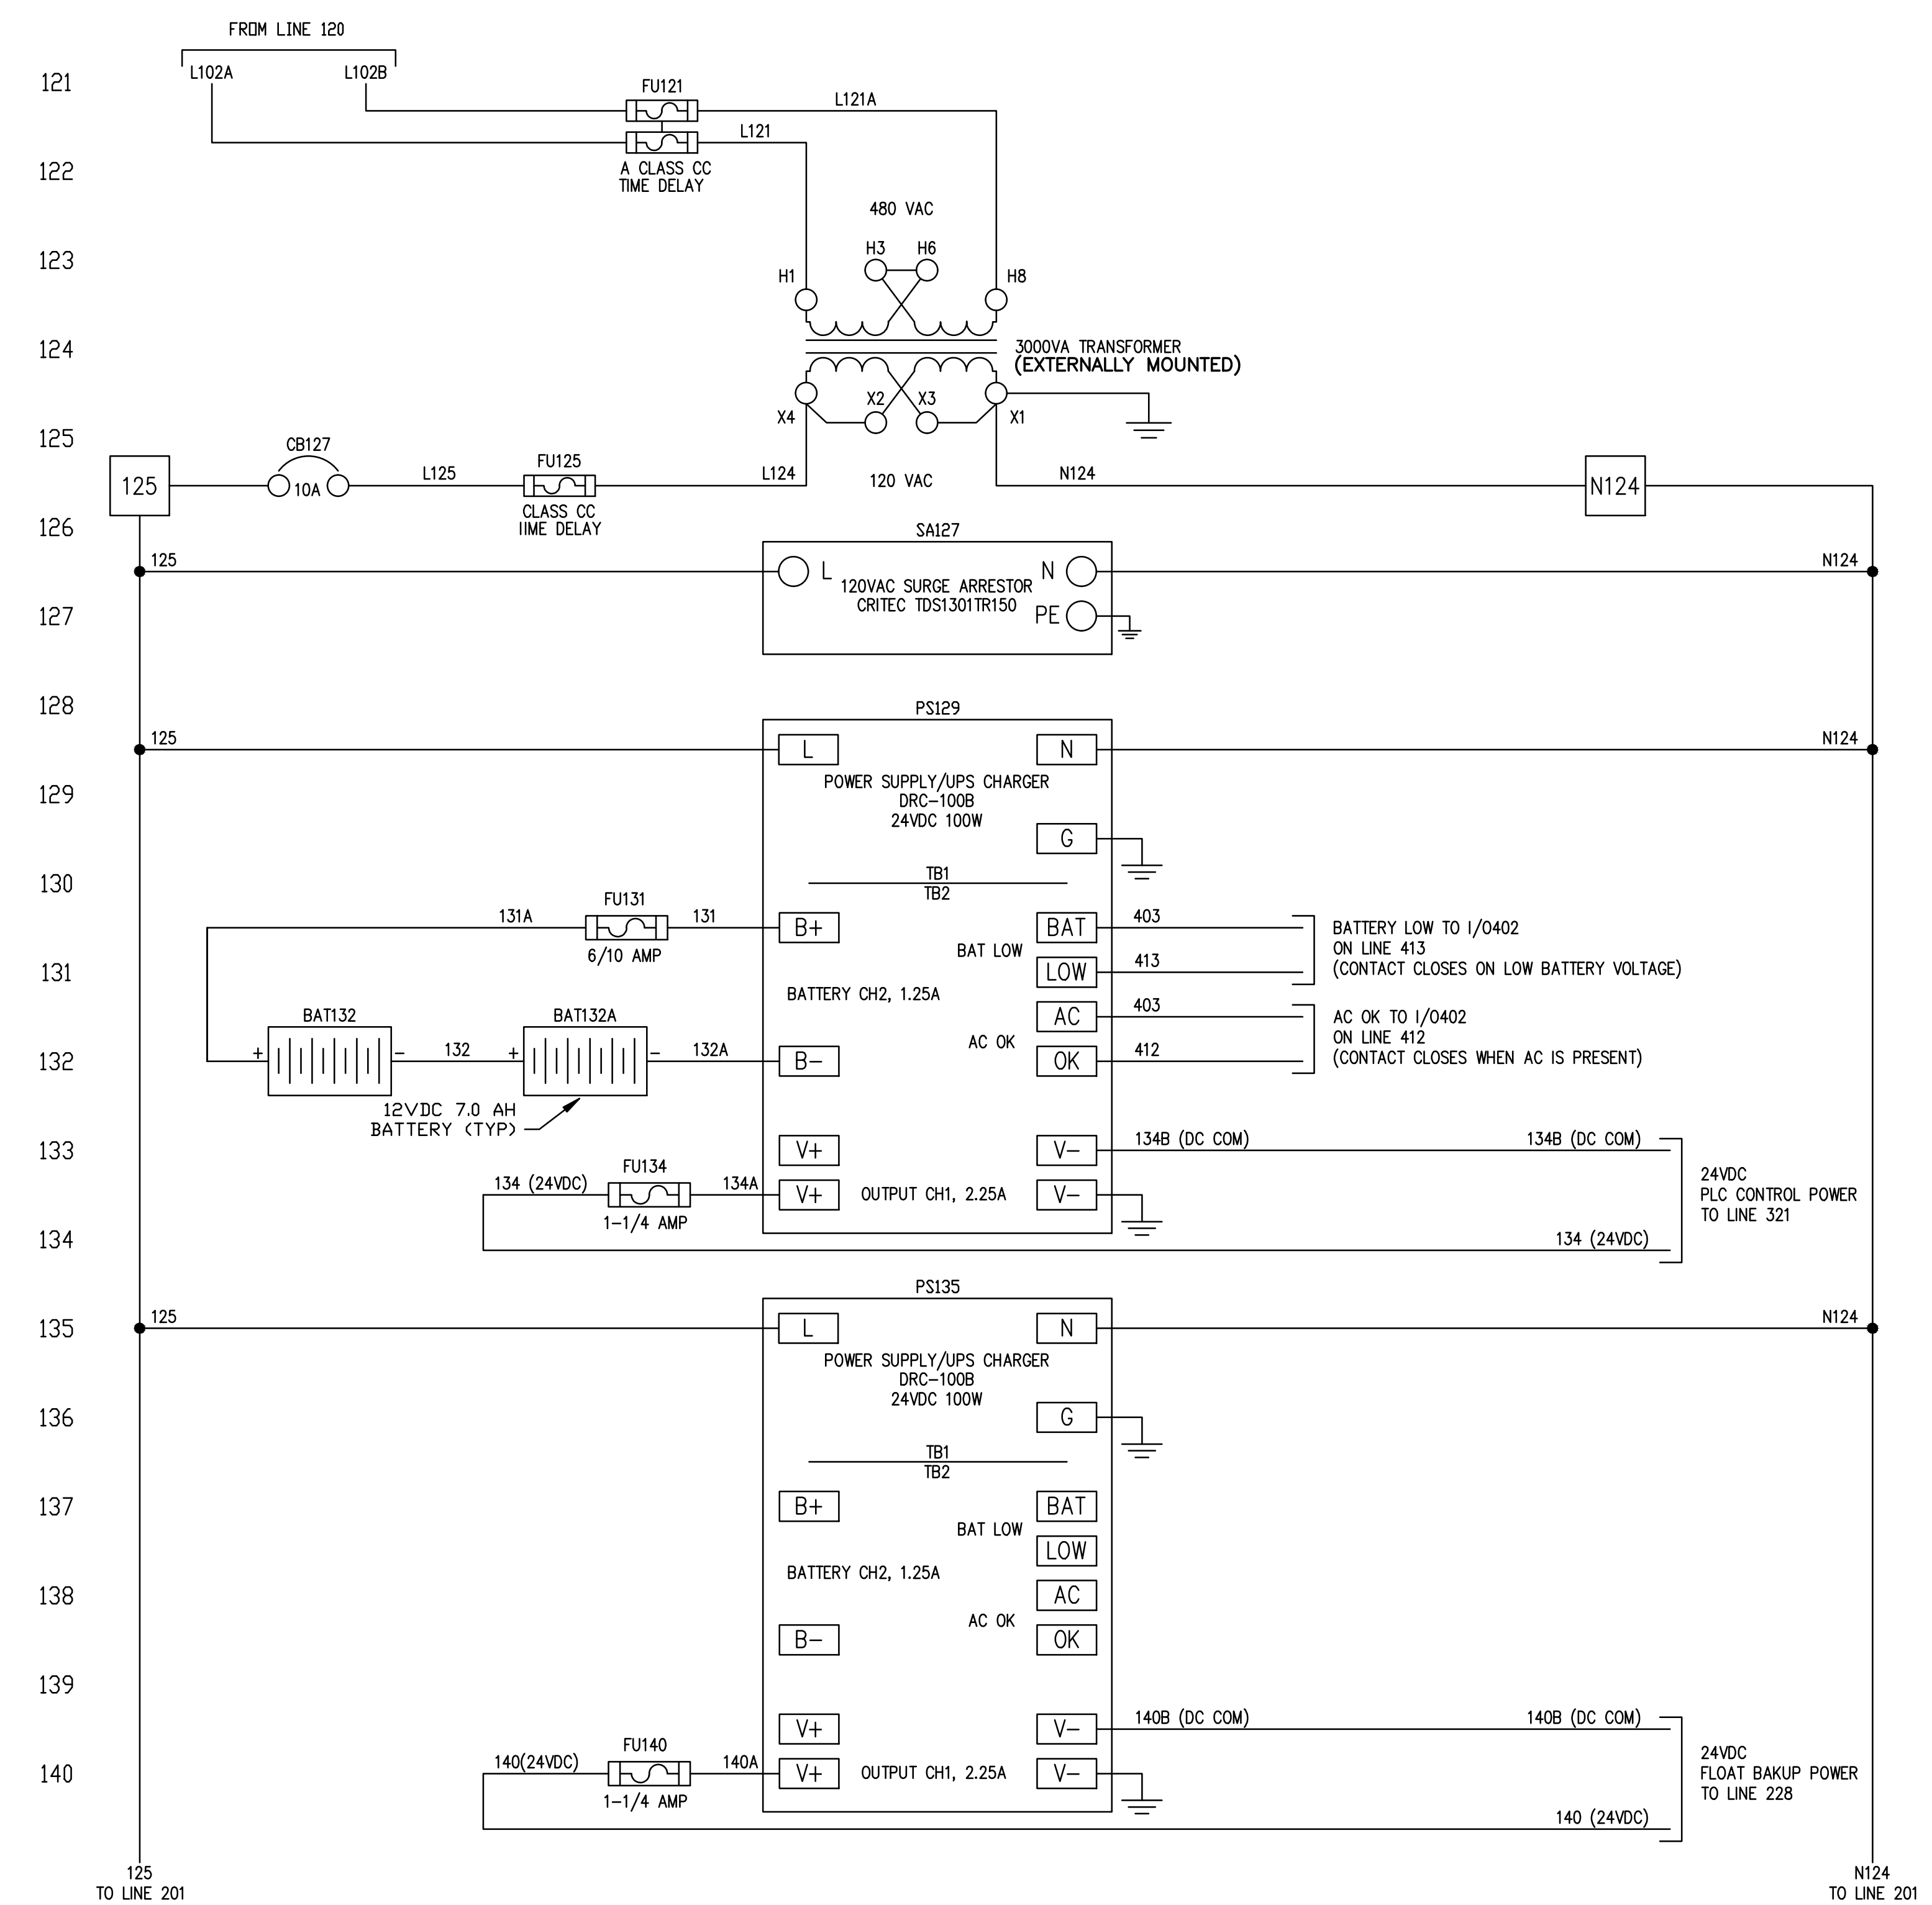 FROM LINE 120
L102A
L102B
121
FU121
L121A
L121
122
A CLASS CC
TIME DELAY
480 VAC
123
H3
H6
H1
H8
124
3000VA TRANSFORMER
(EXTERNALLY MOUNTED)
X4
X2
X3
X1
125
CB127
125
10A
L125
FU125
L124
120 VAC
N124
N124
CLASS CC
IIME DELAY
126
SA127
125
L
N
N124
120VAC SURGE ARRESTOR
CRITEC TDS1301TR150
127
PE
128
PS129
125
L
N
N124
129
POWER SUPPLY/UPS CHARGER
DRC-100B
24VDC 100W
G
130
TB1
TB2
FU131
131A
131
6/10 AMP
B+
BAT
403
BAT LOW
BATTERY LOW TO I/O402
ON LINE 413
(CONTACT CLOSES ON LOW BATTERY VOLTAGE)
131
LOW
413
BATTERY CH2, 1.25A
AC
403
AC OK TO I/O402
ON LINE 412
(CONTACT CLOSES WHEN AC IS PRESENT)
BAT132
BAT132A
AC OK
132
+
-
132
+
-
132A
B-
OK
412
12VDC 7.0 AH
BATTERY (TYP)
133
V+
V-
134B (DC COM)
134B (DC COM)
FU134
134 (24VDC)
134A
1-1/4 AMP
V+
OUTPUT CH1, 2.25A
V-
24VDC
PLC CONTROL POWER
TO LINE 321
134
134 (24VDC)
PS135
135
125
L
N
N124
POWER SUPPLY/UPS CHARGER
DRC-100B
24VDC 100W
136
G
TB1
TB2
137
B+
BAT
BAT LOW
LOW
BATTERY CH2, 1.25A
138
AC
AC OK
B-
OK
139
V+
V-
140B (DC COM)
140B (DC COM)
FU140
140(24VDC)
140A
140
1-1/4 AMP
V+
OUTPUT CH1, 2.25A
V-
24VDC
FLOAT BAKUP POWER
TO LINE 228
140 (24VDC)
125
TO LINE 201
N124
TO LINE 201